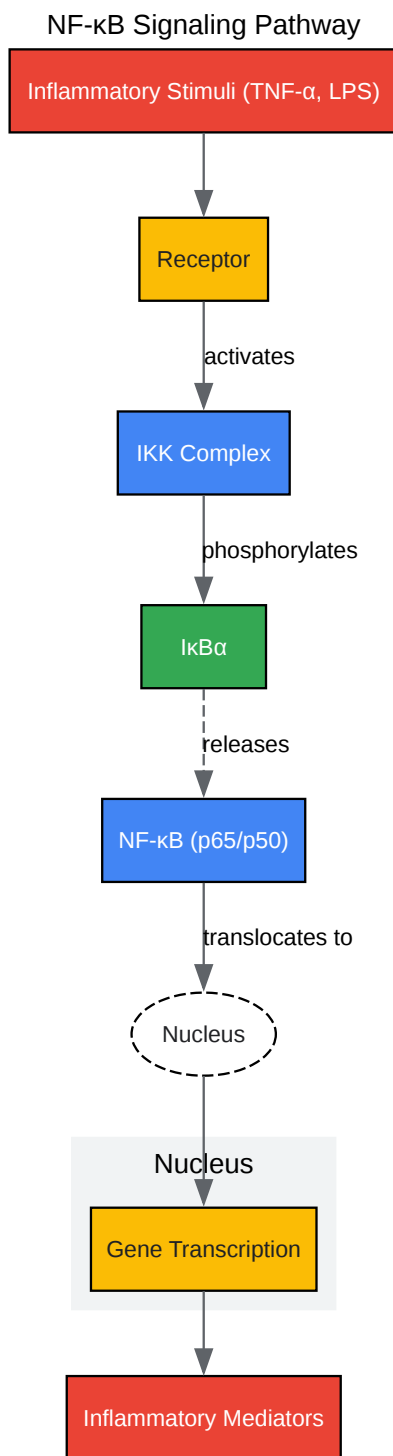 NF-κB Signaling Pathway
Inflammatory Stimuli (TNF-α, LPS)
Receptor
activates
IKK Complex
phosphorylates
IκBα
releases
NF-κB (p65/p50)
translocates to
Nucleus
Nucleus
Gene Transcription
Inflammatory Mediators